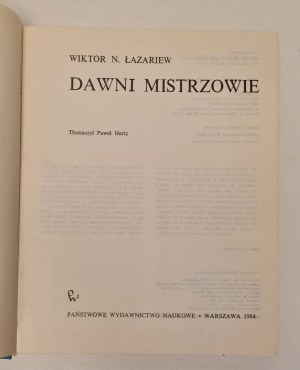 WIKTOR N. ŁAZARIEW
DAWNI MISTRZOWIE
Tłumaczył Paweł Hertz
PAŃSTWOWE WYDAWNICTWO NAUKOWE • WARSZAWA 1984